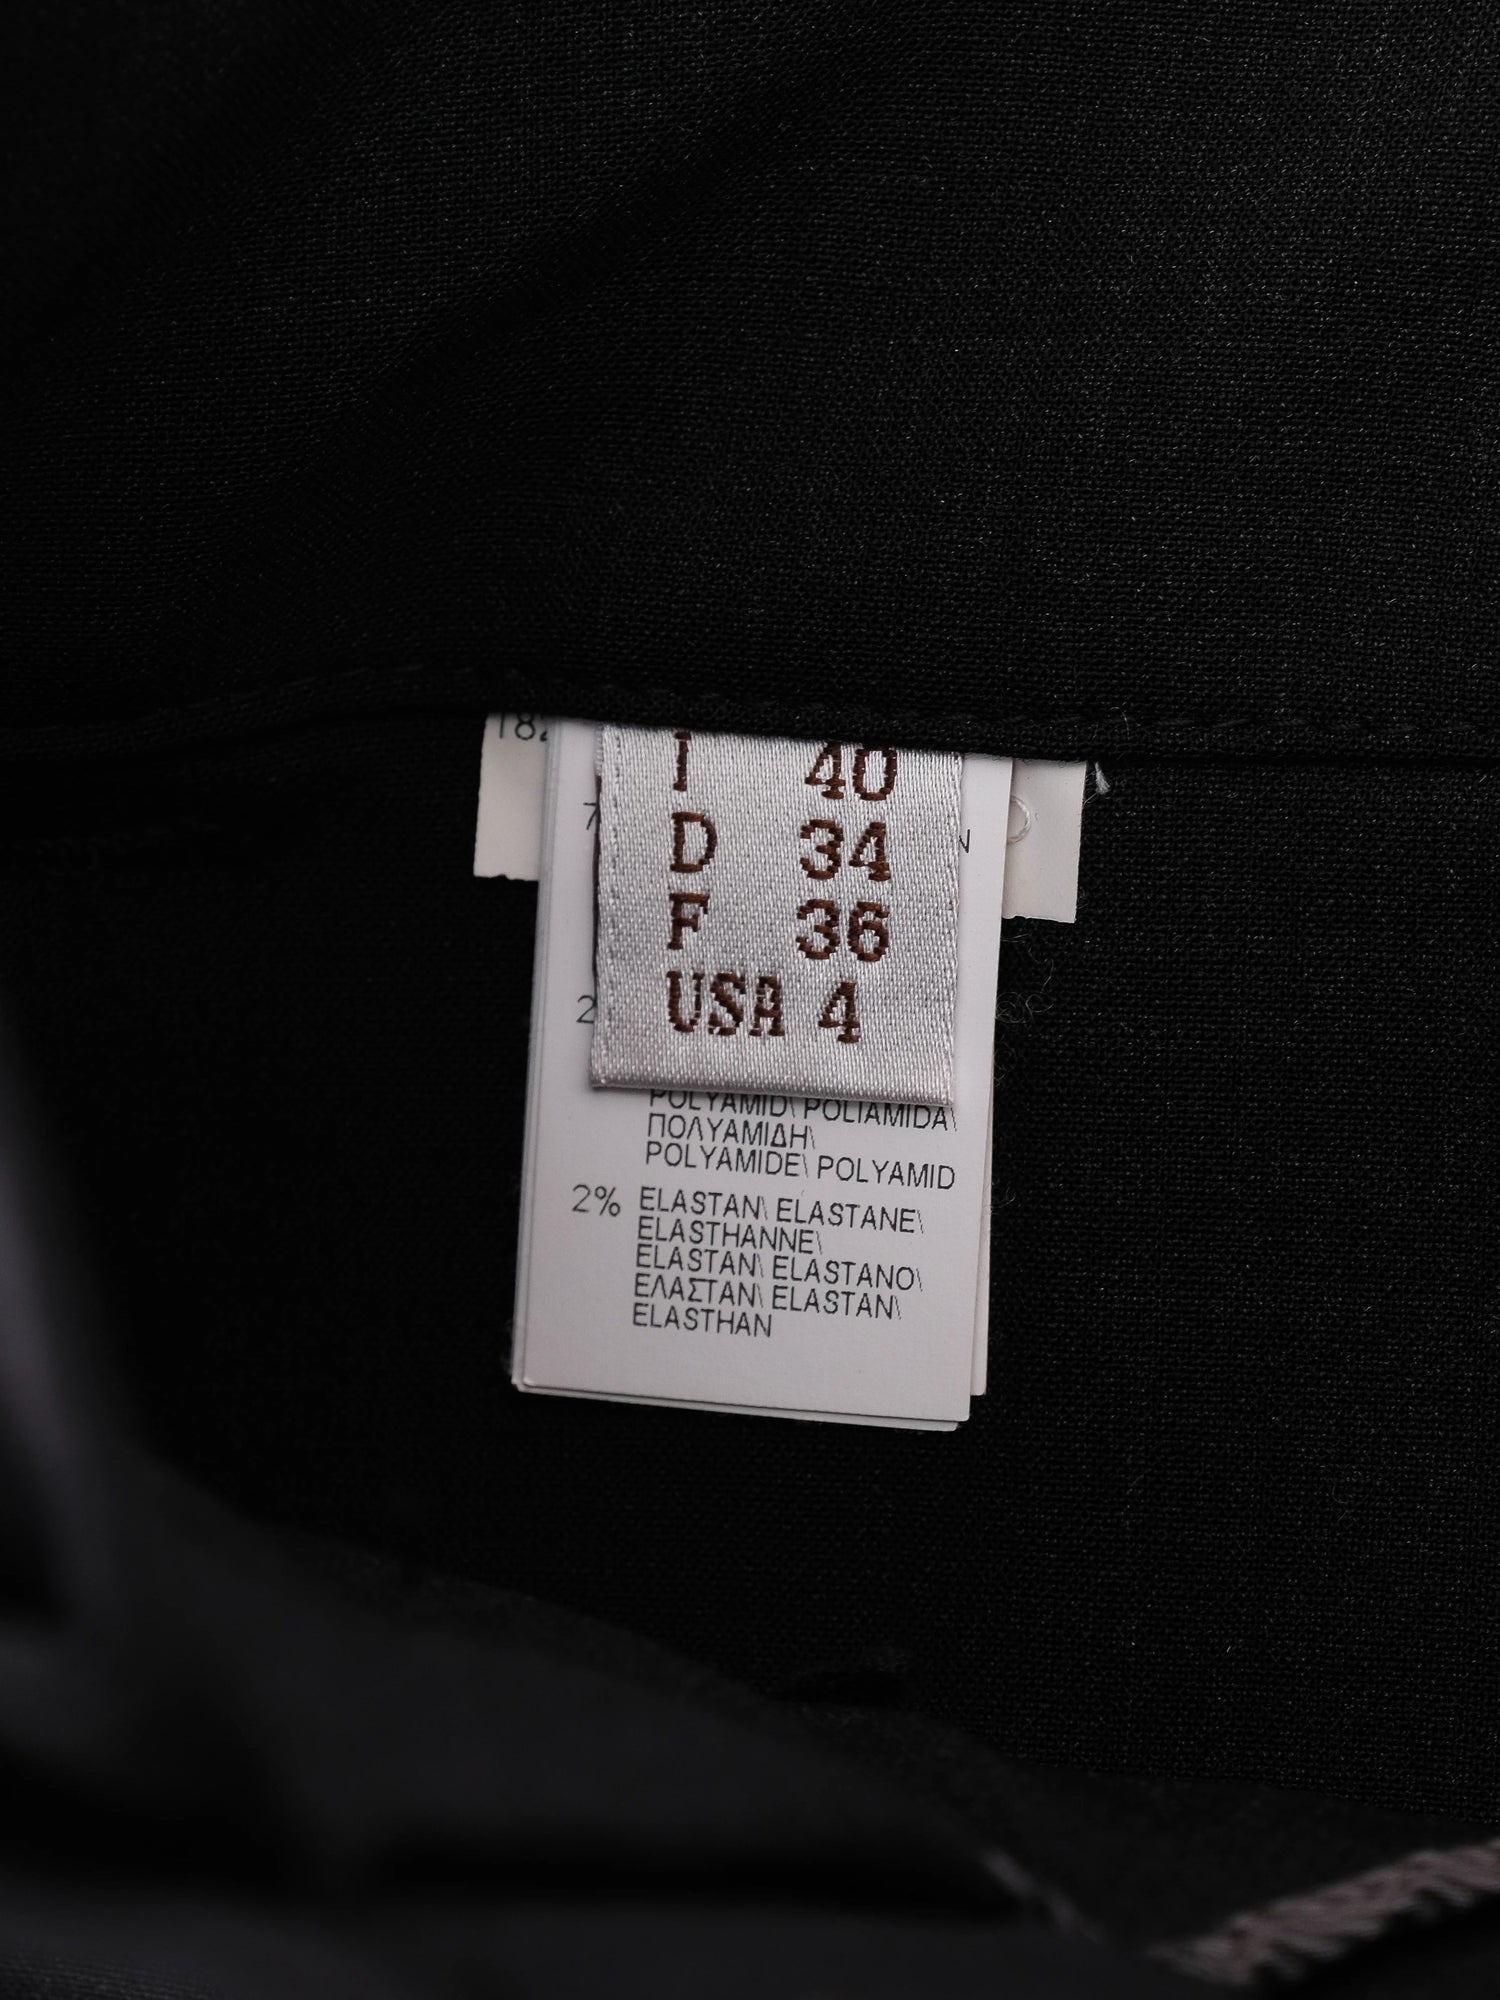 I 40
D 34
F 36
USA 4
POLYAMID\ POLIAMIDA\
ΠΟΛΥΑΜΙΔΗ\
POLYAMIDE\ POLYAMID
2% ELASTAN\ ELASTANE\
ELASTHANNE\
ELASTAN\ ELASTANO\
ΕΛΑΣΤΑΝ\ ELASTAN\
ELASTHAN